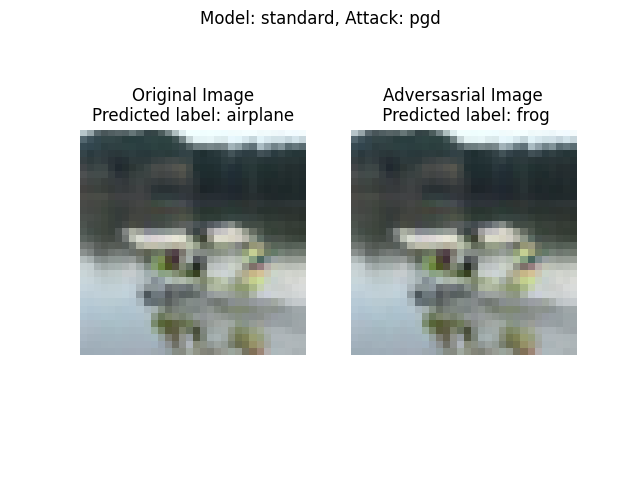 Model: standard, Attack: pgd
Original Image
Predicted label: airplane
Adversasrial Image
Predicted label: frog